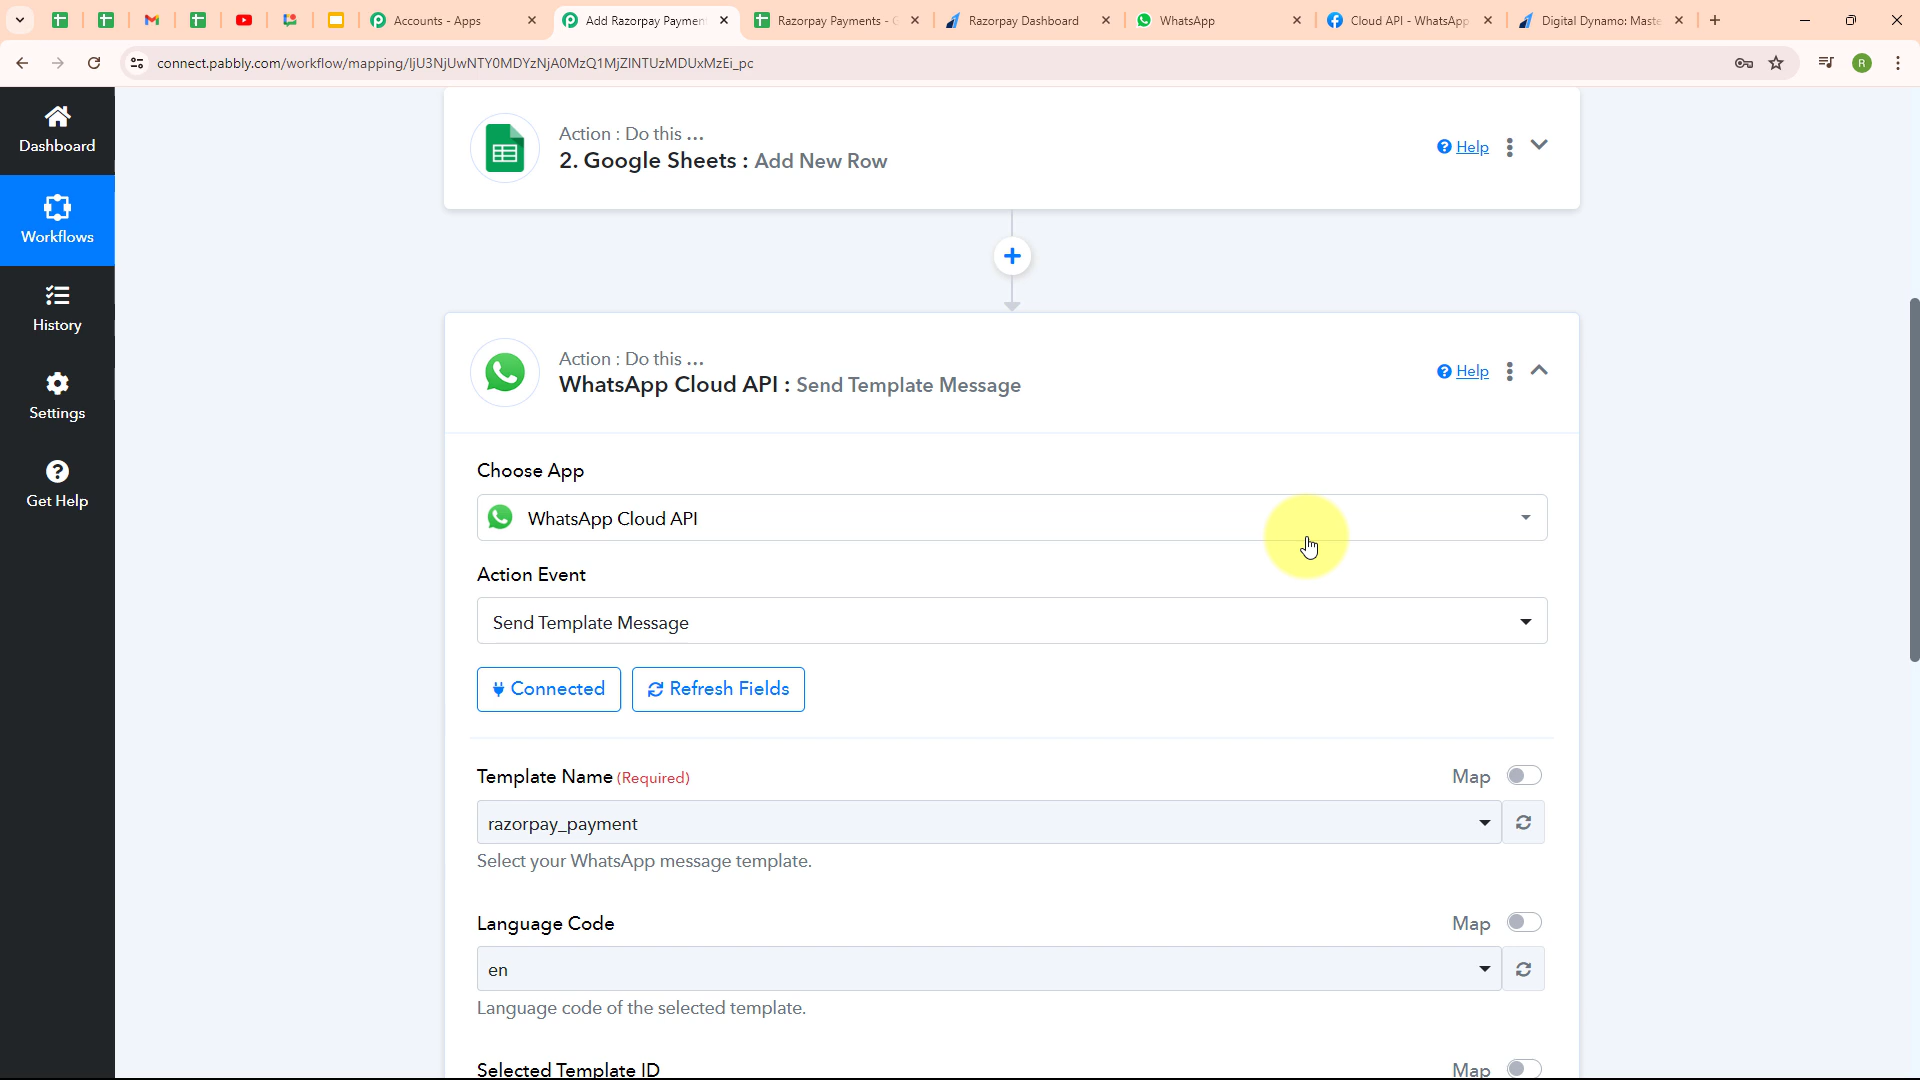 Accounts - Apps
Add Razorpay Paymen
Razorpay Payments - G
Razorpay Dashboard
WhatsApp
Cloud API - WhatsApp
Digital Dynamo: Maste
connect.pabbly.com/workflow/mapping/IjU3NjUwNTY0MDYzNjA0MzQ1MjZlNTUzMDUxMzEi_pc
R
Dashboard
Workflows
History
Settings
Get Help
Action : Do this ...
2. Google Sheets : Add New Row
Help
Action : Do this ...
WhatsApp Cloud API : Send Template Message
Help
Choose App
WhatsApp Cloud API
Action Event
Send Template Message
Connected
Refresh Fields
Template Name (Required)
Map
razorpay_payment
Select your WhatsApp message template.
Language Code
Map
en
Language code of the selected template.
Selected Template ID
Map